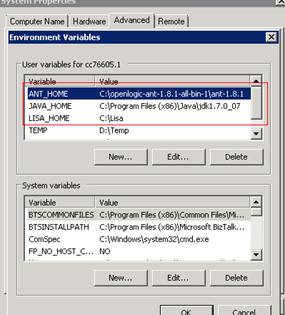 System Properties
Computer Name Hardware Advanced Remote
Environment Variables
User variables for cc76605.1
Variable Value
ANT_HOME C:\openlogic-ant-1.8.1-all-bin-1\ant-1.8.1
JAVA_HOME C:\Program Files (x86)\Java\jdk1.7.0_07
LISA_HOME C:\Lisa
TEMP D:\Temp
New... Edit... Delete
System variables
Variable Value
BTSCOMMONFILES C:\Program Files (x86)\Common Files\Mi...
BTSINSTALLPATH C:\Program Files (x86)\Microsoft BizTalk...
ComSpec C:\Windows\system32\cmd.exe
FP_NO_HOST_C... NO
New... Edit... Delete
OK Cancel